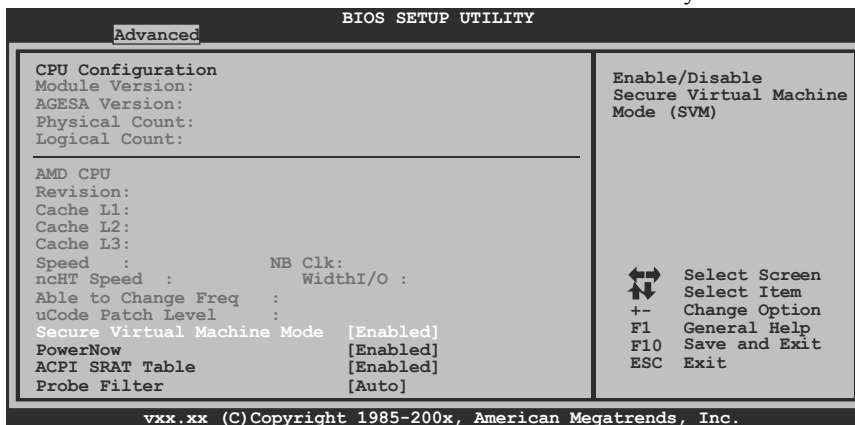 BIOS SETUP UTILITY
Advanced
CPU Configuration
Module Version:
AGESA Version:
Physical Count:
Logical Count:
AMD CPU
Revision:
Cache L1:
Cache L2:
Cache L3:
Speed : NB Clk:
ncHT Speed : WidthI/O :
Able to Change Freq :
uCode Patch Level :
Secure Virtual Machine Mode [Enabled]
PowerNow [Enabled]
ACPI SRAT Table [Enabled]
Probe Filter [Auto]
Enable/Disable
Secure Virtual Machine
Mode (SVM)
Select Screen
Select Item
+- Change Option
F1 General Help
F10 Save and Exit
ESC Exit
vxx.xx (C)Copyright 1985-200x, American Megatrends, Inc.